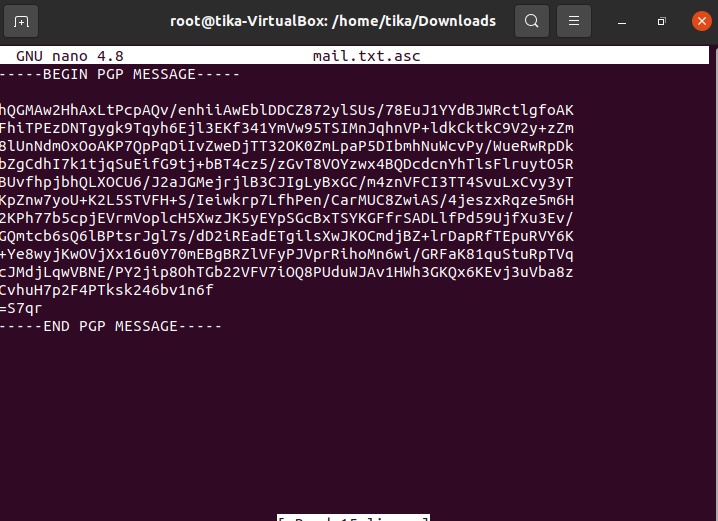 root@tika-VirtualBox: /home/tika/Downloads
GNU nano 4.8 mail.txt.asc
-----BEGIN PGP MESSAGE-----
hQGMAw2HhAxLtPcpAQv/enhiiAwEblDDCZ872ylSUs/78EuJ1YYdBJWRctlgfoAK
FhiTPEzDNTgygk9Tqyh6Ejl3EKf341YmVw95TSIMnJqhnVP+ldkCktkC9V2y+zZm
8lUnNdmOxOoAKP7QpPqDiIvZweDjTT32OK0ZmLpaP5DIbmhNuWcvPy/WueRwRpDk
bZgCdhI7k1tjqSuEifG9tj+bBT4cz5/zGvT8VOYzwx4BQDcdcnYhTlsFlruytO5R
BUvfhpjbhQLXOCU6/J2aJGMejrjlB3CJIgLyBxGC/m4znVFCI3TT4SvuLxCvy3yT
KpZnw7yoU+K2L5STVFH+S/Ieiwkrp7LfhPen/CarMUC8ZwiAS/4jeszxRqze5m6H
2KPh77b5cpjEVrmVoplcH5XwzJK5yEYpSGcBxTSYKGFfrSADLlfPd59UjfXu3Ev/
GQmtcb6sQ6lBPtsrJgl7s/dD2iREadETgilsXwJKOCmdjBZ+lrDapRfTEpuRVY6K
+Ye8wyjKwOVjXx16u0Y70mEBgBRZlVFyPJVprRihoMn6wi/GRFaK81quStuRpTVq
cJMdjLqwVBNE/PY2jip8OhTGb22VFV7iOQ8PUduWJAv1HWh3GKQx6KEvj3uVba8z
CvhuH7p2F4PTksk246bv1n6f
=S7qr
-----END PGP MESSAGE-----